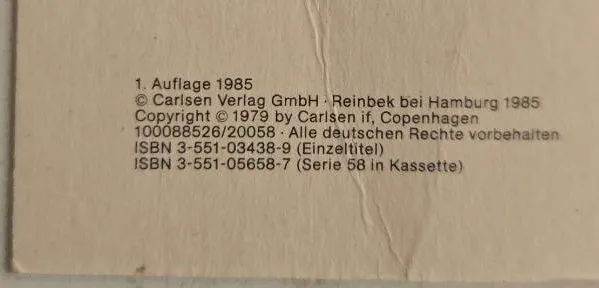 1. Auflage 1985
© Carlsen Verlag GmbH · Reinbek bei Hamburg 1985
Copyright © 1979 by Carlsen if, Copenhagen
100088526/20058 · Alle deutschen Rechte vorbehalten
ISBN 3-551-03438-9 (Einzeltitel)
ISBN 3-551-05658-7 (Serie 58 in Kassette)